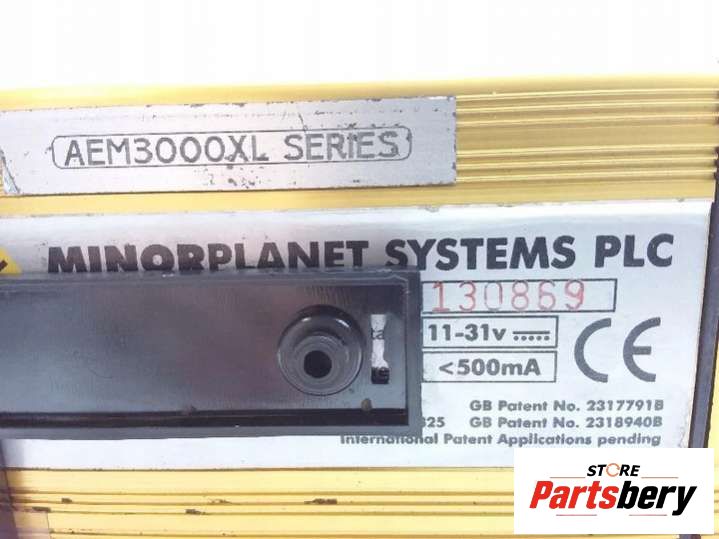 AEM3000XL SERIES
MINORPLANET SYSTEMS PLC
130869
11-31v
<500mA
CE
GB Patent No. 2317791B
825 GB Patent No. 2318940B
International Patent Applications pending
STORE
Partsbery